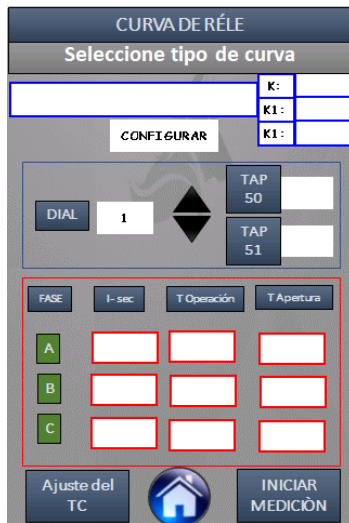 CURVA DE RÉLE
Seleccione tipo de curva
K:
K1:
K1:
CONFIGURAR
DIAL
1
TAP
50
TAP
51
FASE I- sec T Operación T Apertura
A
B
C
Ajuste del
TC
INICIAR
MEDICIÒN